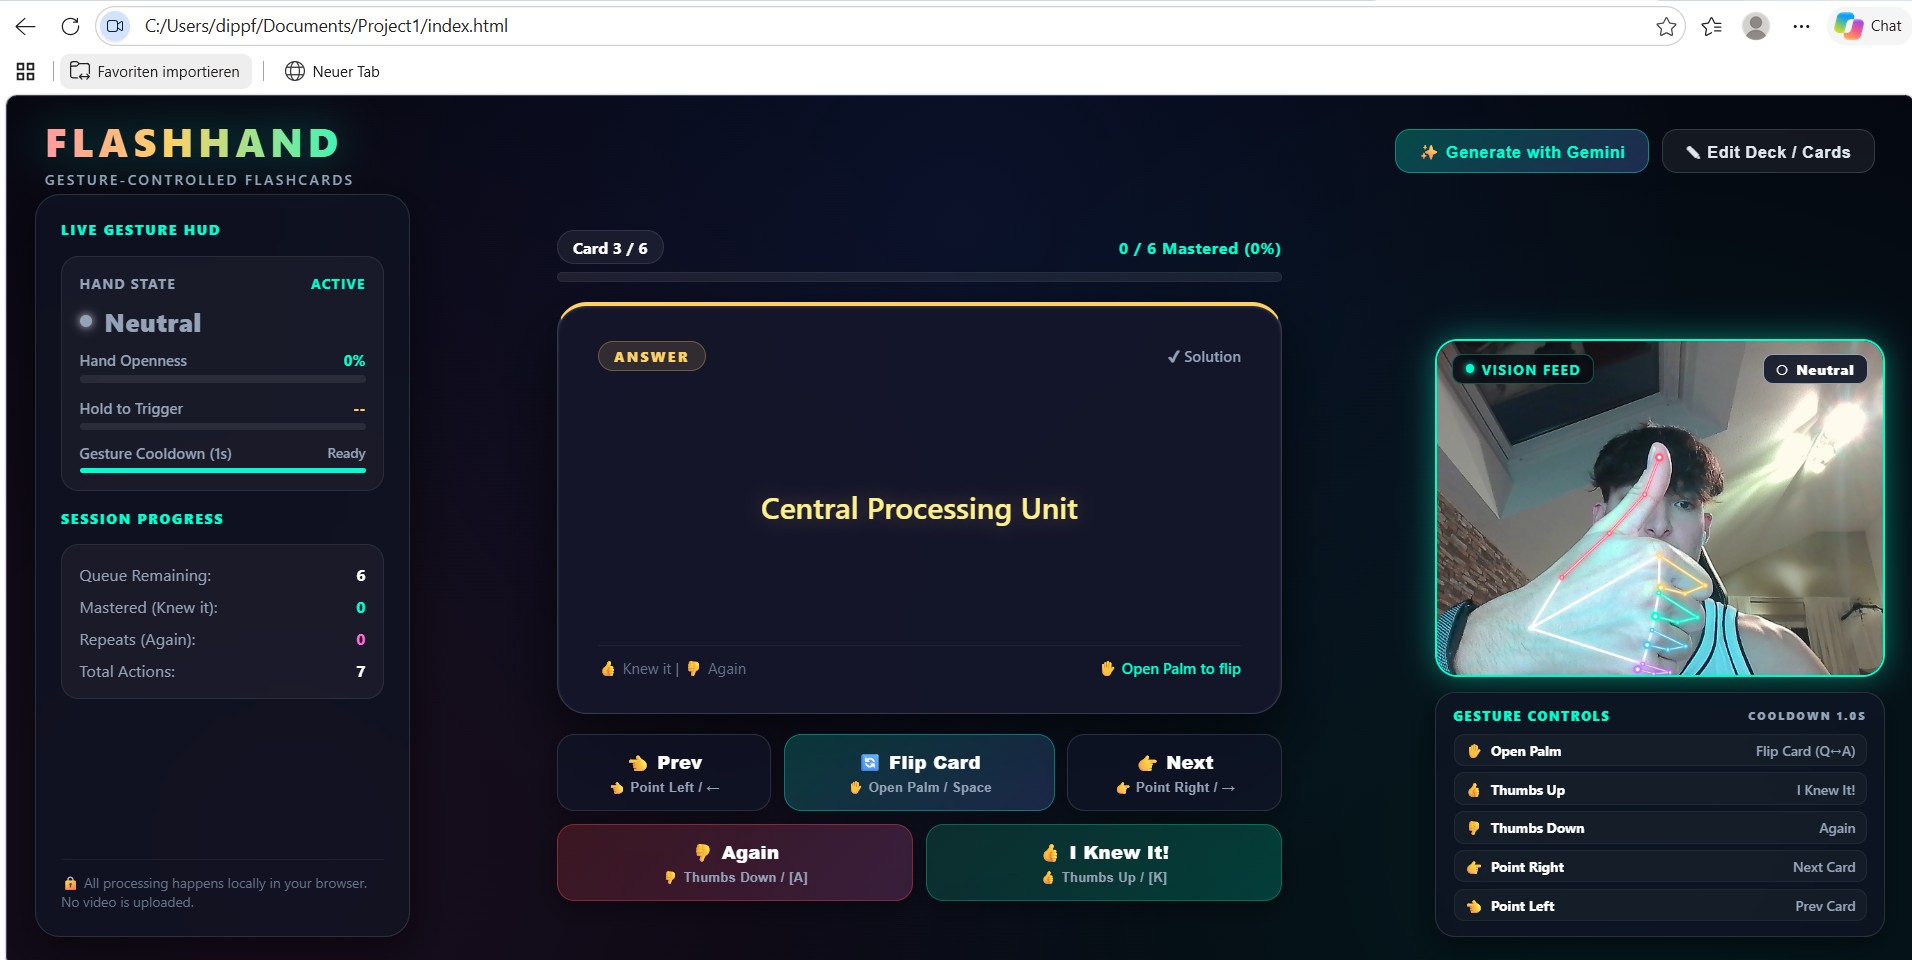 C:/Users/dippf/Documents/Project1/index.html
Chat
Favoriten importieren
Neuer Tab
FLASHHAND
GESTURE-CONTROLLED FLASHCARDS
✨ Generate with Gemini
✏ Edit Deck / Cards
LIVE GESTURE HUD
HAND STATE ACTIVE
Neutral
Hand Openness 0%
Hold to Trigger --
Gesture Cooldown (1s) Ready
SESSION PROGRESS
Queue Remaining: 6
Mastered (Knew it): 0
Repeats (Again): 0
Total Actions: 7
🔒 All processing happens locally in your browser.
No video is uploaded.
Card 3 / 6
0 / 6 Mastered (0%)
ANSWER
✓ Solution
Central Processing Unit
👍 Knew it | 👎 Again
✋ Open Palm to flip
👈 Prev
👈 Point Left / ←
🔄 Flip Card
✋ Open Palm / Space
👉 Next
👉 Point Right / →
👎 Again
👎 Thumbs Down / [A]
👍 I Knew It!
👍 Thumbs Up / [K]
VISION FEED
Neutral
GESTURE CONTROLS COOLDOWN 1.0S
✋ Open Palm Flip Card (Q↔A)
👍 Thumbs Up I Knew It!
👎 Thumbs Down Again
👉 Point Right Next Card
👈 Point Left Prev Card